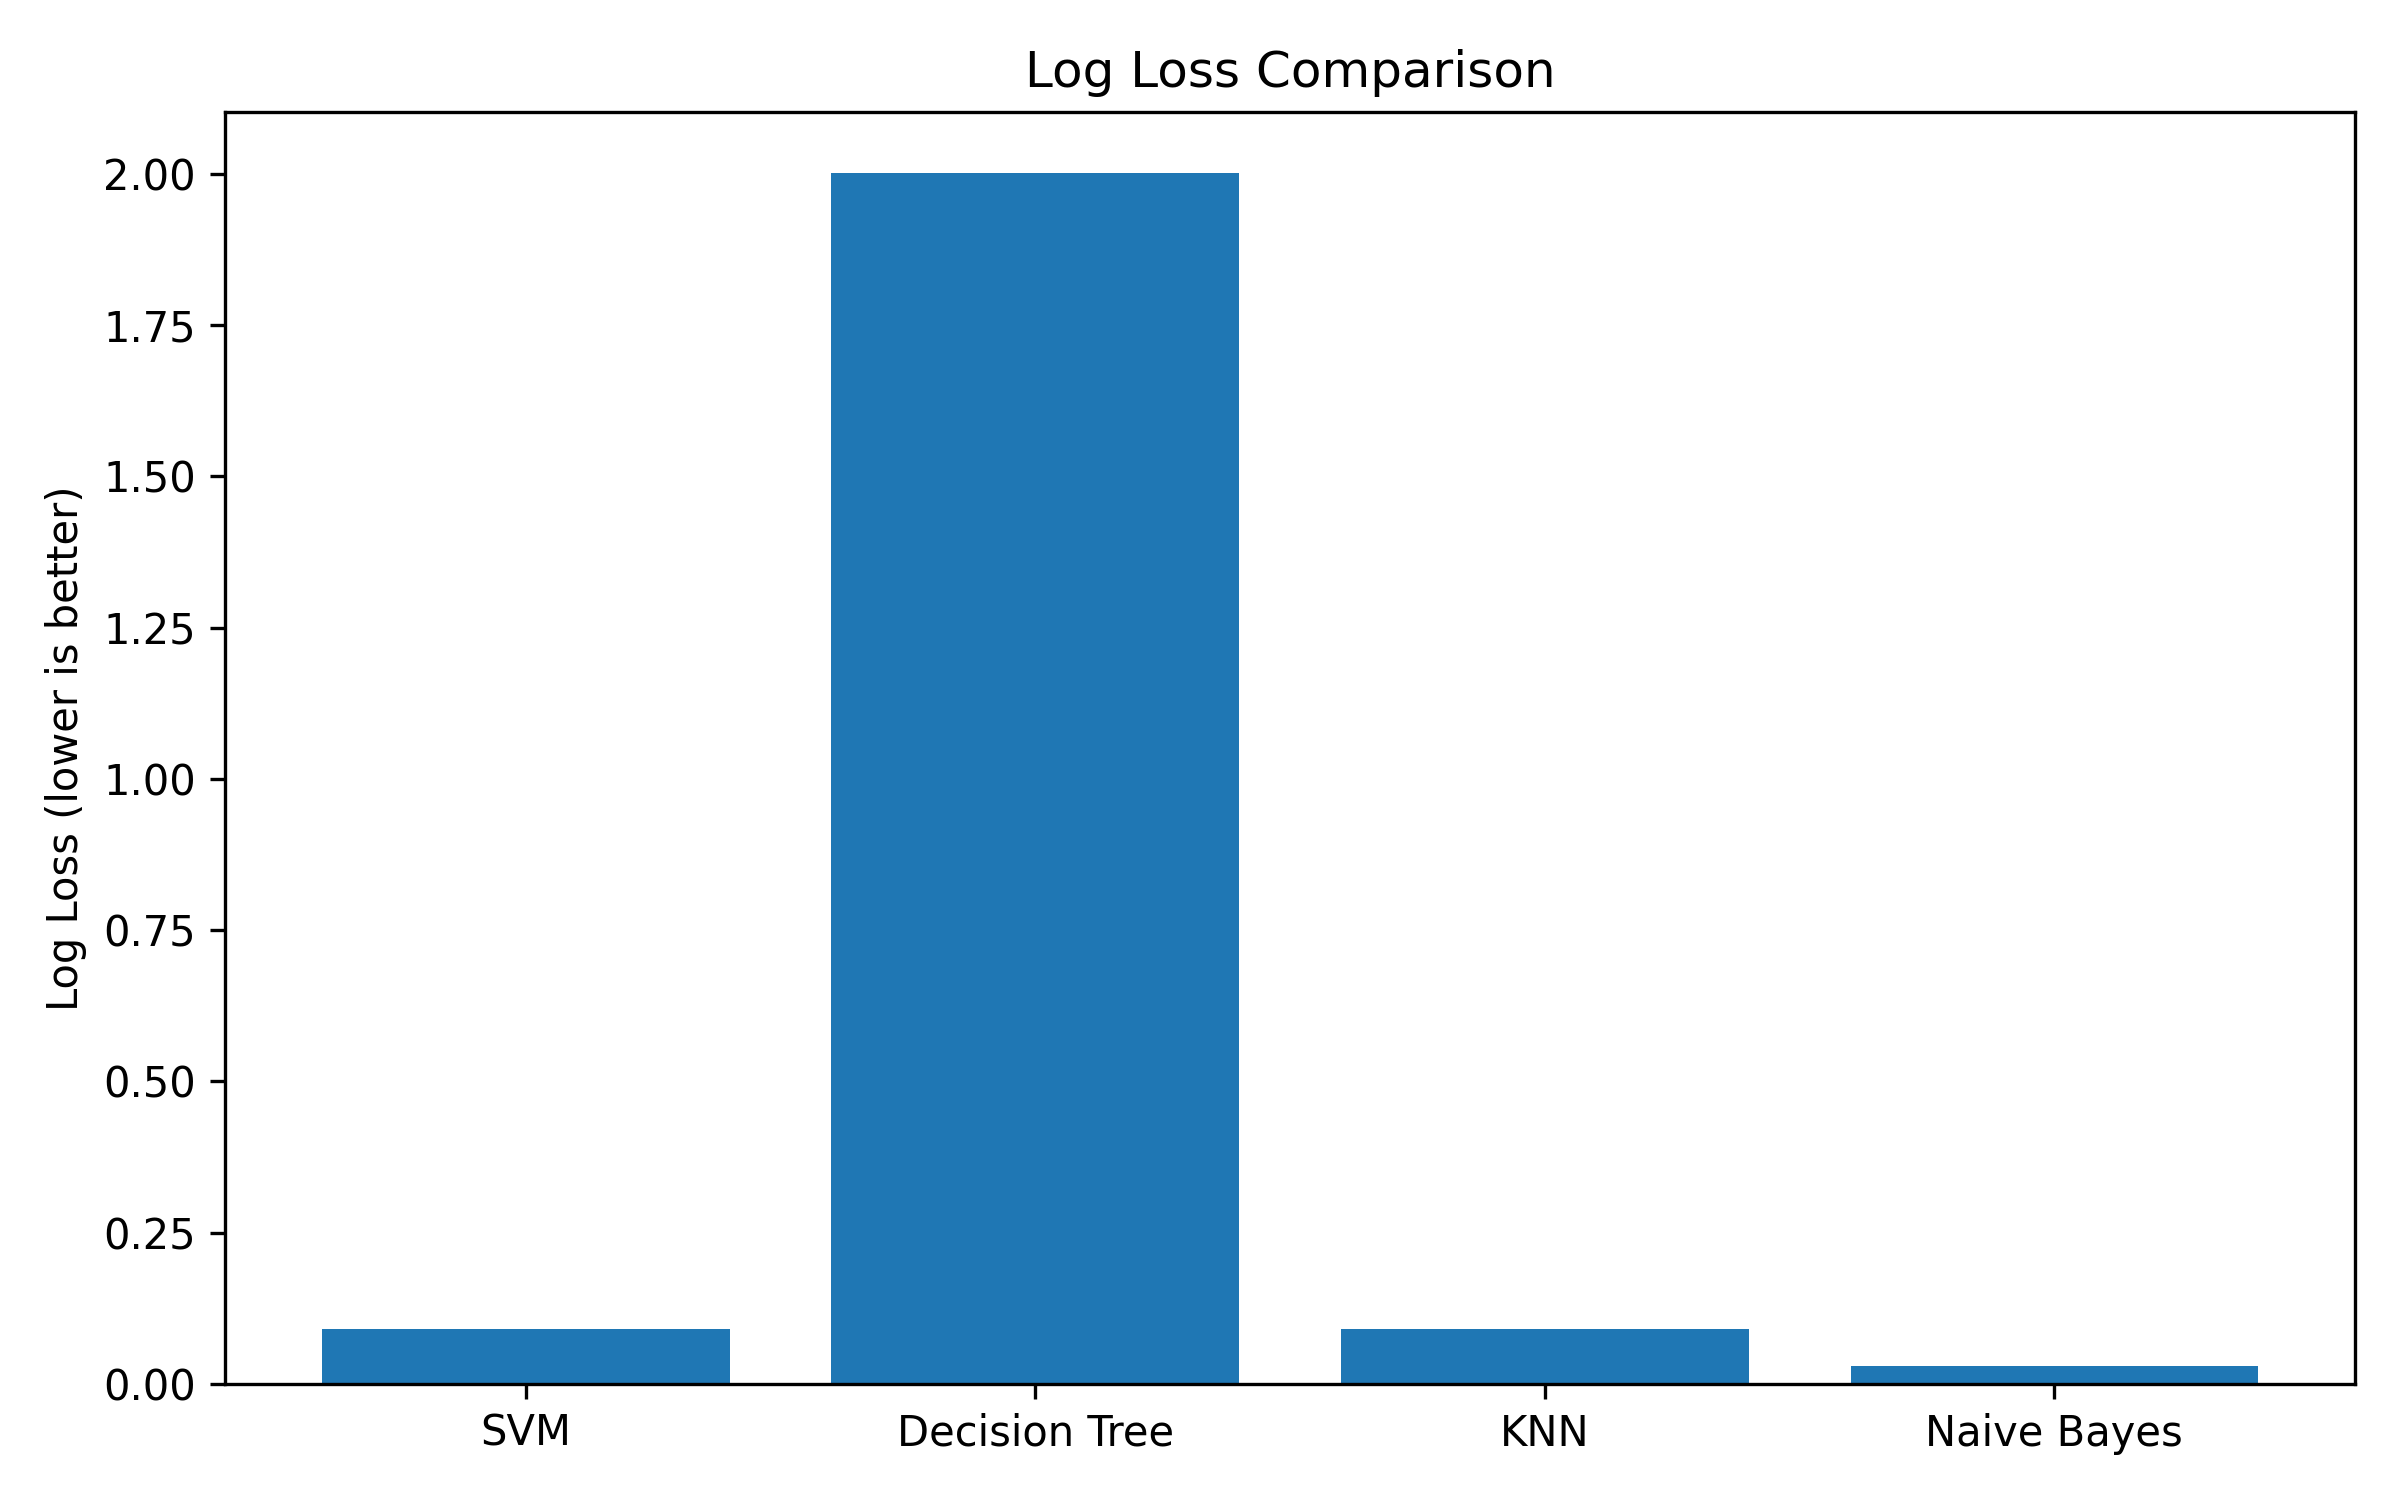 Log Loss Comparison
Log Loss (lower is better)
2.00
1.75
1.50
1.25
1.00
0.75
0.50
0.25
0.00
SVM
Decision Tree
KNN
Naive Bayes